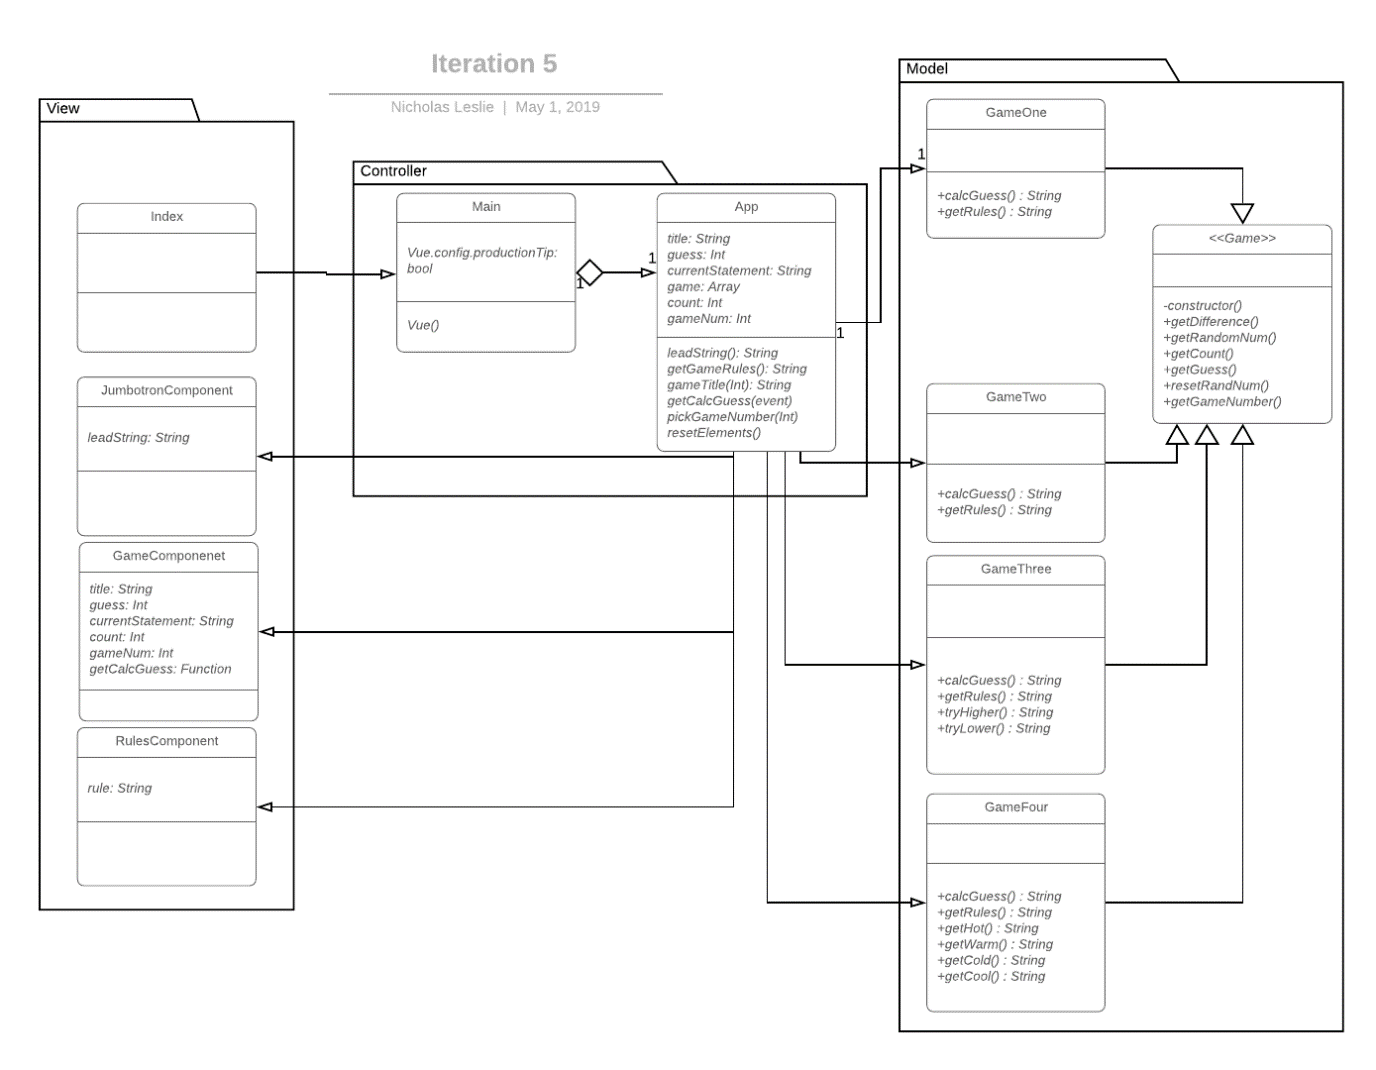 Iteration 5
Nicholas Leslie | May 1, 2019
View
Index
JumbotronComponent
leadString: String
GameComponenet
title: String
guess: Int
currentStatement: String
count: Int
gameNum: Int
getCalcGuess: Function
RulesComponent
rule: String
Controller
Main
Vue.config.productionTip:
bool
Vue()
1
1
App
title: String
guess: Int
currentStatement: String
game: Array
count: Int
gameNum: Int
leadString(): String
getGameRules(): String
gameTitle(Int): String
getCalcGuess(event)
pickGameNumber(Int)
resetElements()
1
1
Model
GameOne
+calcGuess() : String
+getRules() : String
<<Game>>
-constructor()
+getDifference()
+getRandomNum()
+getCount()
+getGuess()
+resetRandNum()
+getGameNumber()
GameTwo
+calcGuess() : String
+getRules() : String
GameThree
+calcGuess() : String
+getRules() : String
+tryHigher() : String
+tryLower() : String
GameFour
+calcGuess() : String
+getRules() : String
+getHot() : String
+getWarm() : String
+getCold() : String
+getCool() : String